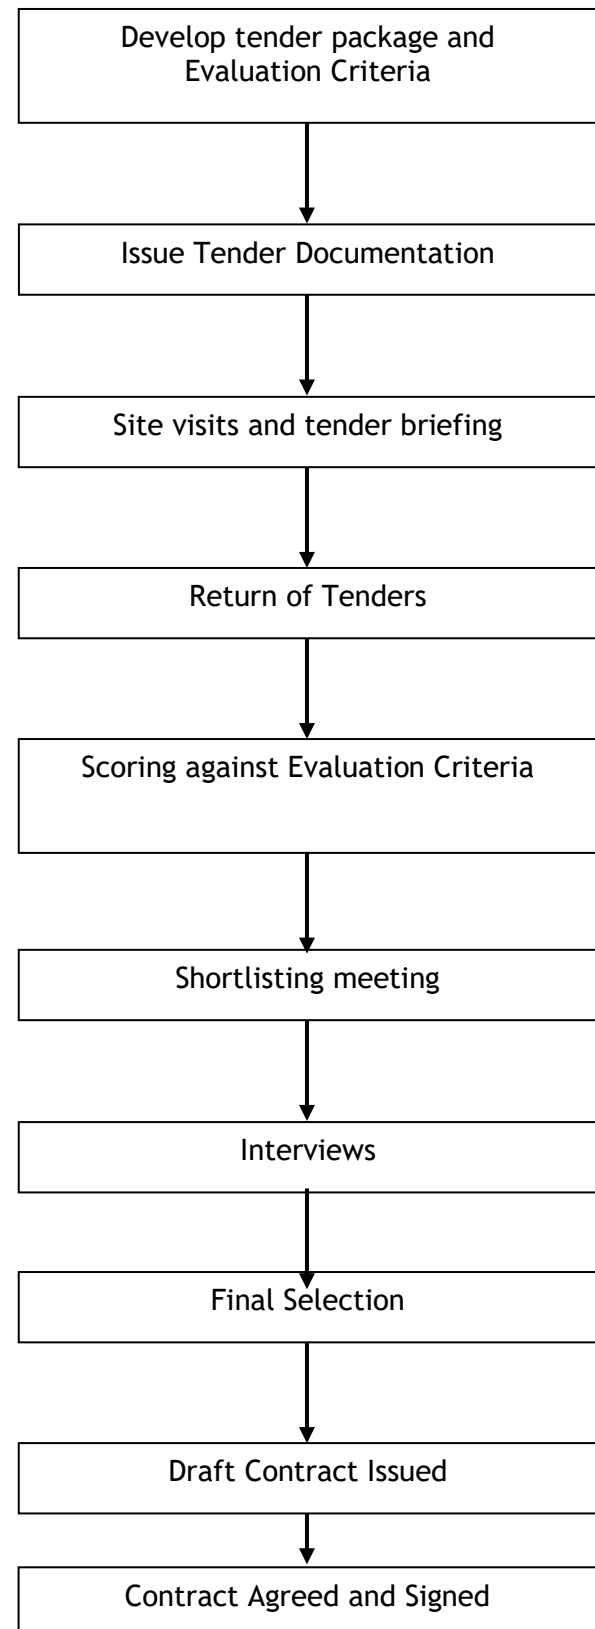 Develop tender package and
Evaluation Criteria
Issue Tender Documentation
Site visits and tender briefing
Return of Tenders
Scoring against Evaluation Criteria
Shortlisting meeting
Interviews
Final Selection
Draft Contract Issued
Contract Agreed and Signed